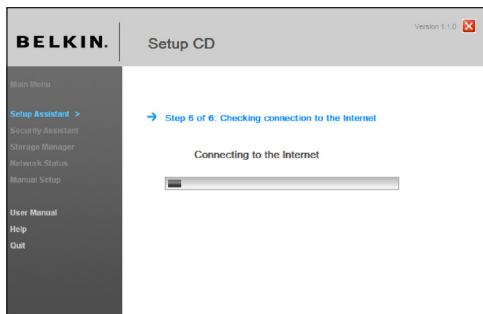 BELKIN.
Setup CD
Version 1.1.0
Main Menu
Setup Assistant >
Security Assistant
Storage Manager
Network Status
Manual Setup
User Manual
Help
Quit
Step 6 of 6: Checking connection to the Internet
Connecting to the Internet